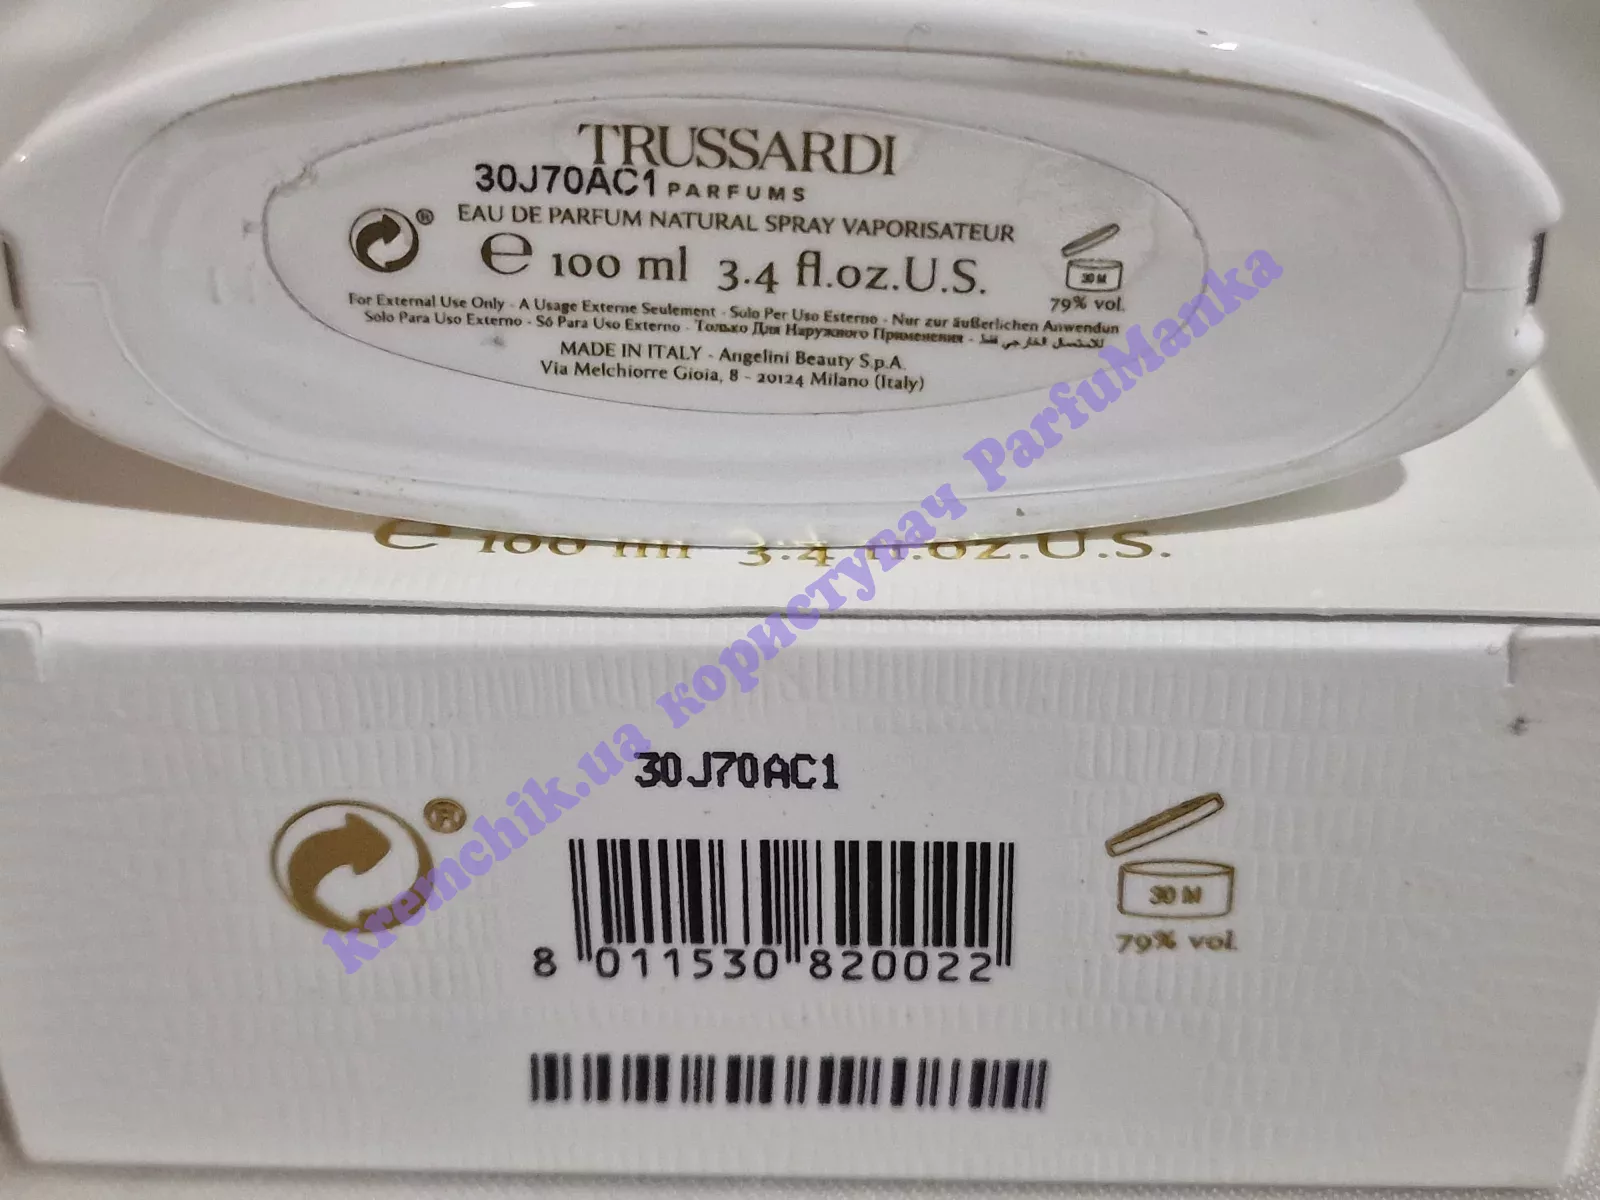 TRUSSARDI
30J70AC1 PARFUMS
EAU DE PARFUM NATURAL SPRAY VAPORISATEUR
® ℮ 100 ml 3.4 fl.oz.U.S.
30 M
79% vol.
For External Use Only - A Usage Externe Seulement - Solo Per Uso Esterno - Nur zur äußerlichen Anwendun
Solo Para Uso Externo - Só Para Uso Externo - Только Для Наружного Применения - للاستعمال الخارجي فقط
MADE IN ITALY - Angelini Beauty S.p.A.
Via Melchiorre Gioia, 8 - 20124 Milano (Italy)
℮ 100 ml 3.4 fl.oz.U.S.
kremchik.ua користувач ParfuManka
30J70AC1
®
30 M
79% vol.
8 011530 820022